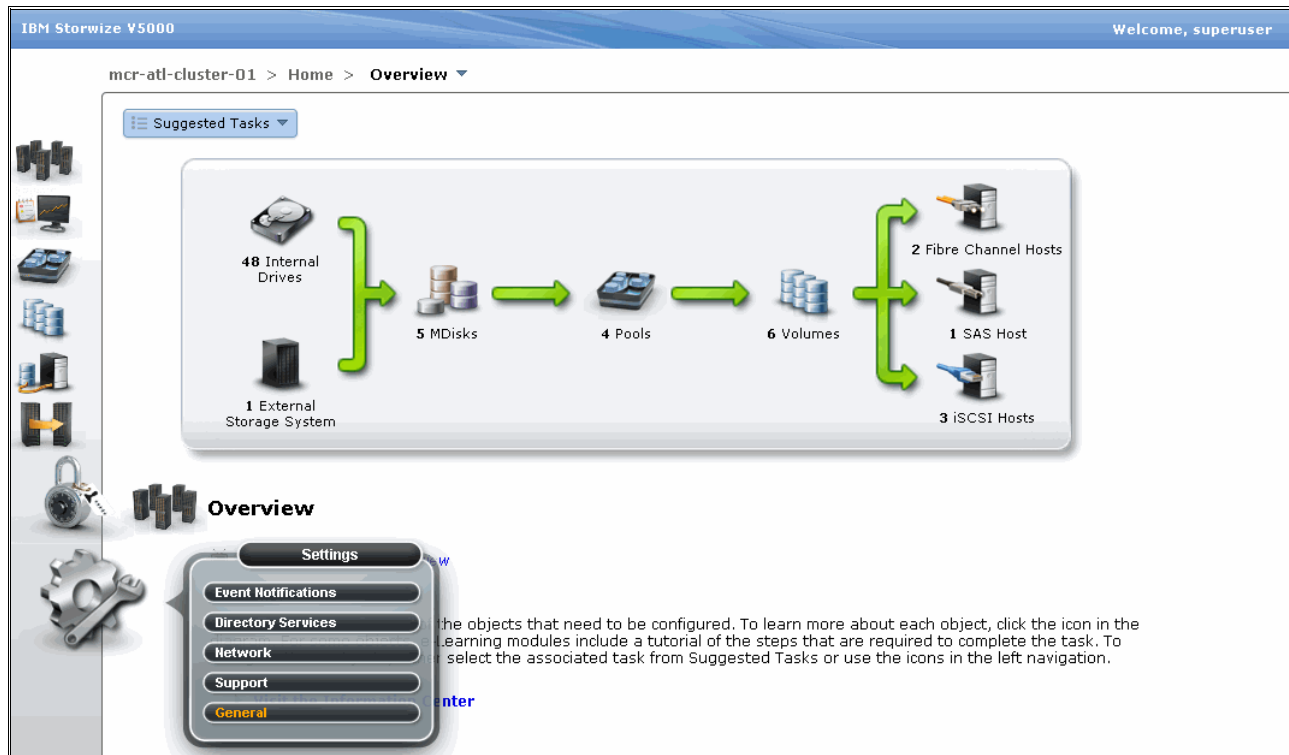 IBM Storwize V5000
Welcome, superuser
mcr-atl-cluster-01 > Home > Overview
Suggested Tasks
48 Internal
Drives
1 External
Storage System
5 MDisks
4 Pools
6 Volumes
2 Fibre Channel Hosts
1 SAS Host
3 iSCSI Hosts
Overview
Settings
Event Notifications
Directory Services
Network
Support
General
the objects that need to be configured. To learn more about each object, click the icon in the
Learning modules include a tutorial of the steps that are required to complete the task. To
select the associated task from Suggested Tasks or use the icons in the left navigation.
Visit the Information Center